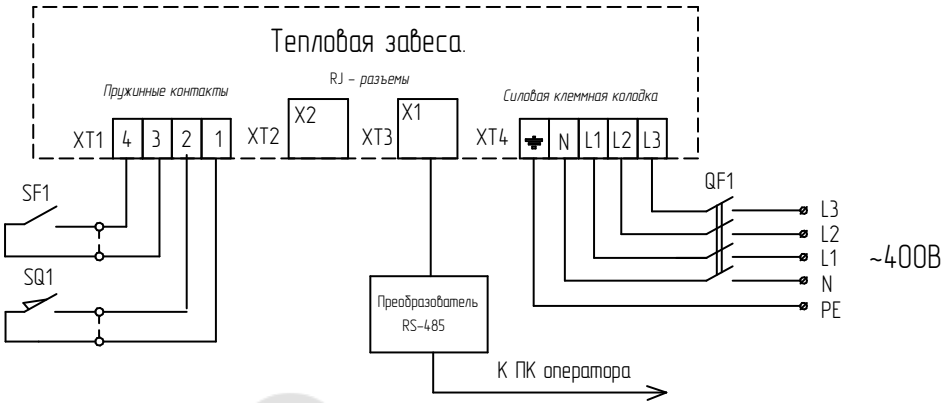 Тепловая завеса.
RJ - разъемы
Пружинные контакты
Силовая клеммная колодка
XT1 4 3 2 1 XT2 X2 XT3 X1 XT4 N L1 L2 L3
SF1
QF1
L3
L2
L1
N
PE
~400В
SQ1
Преобразователь
RS-485
К ПК оператора